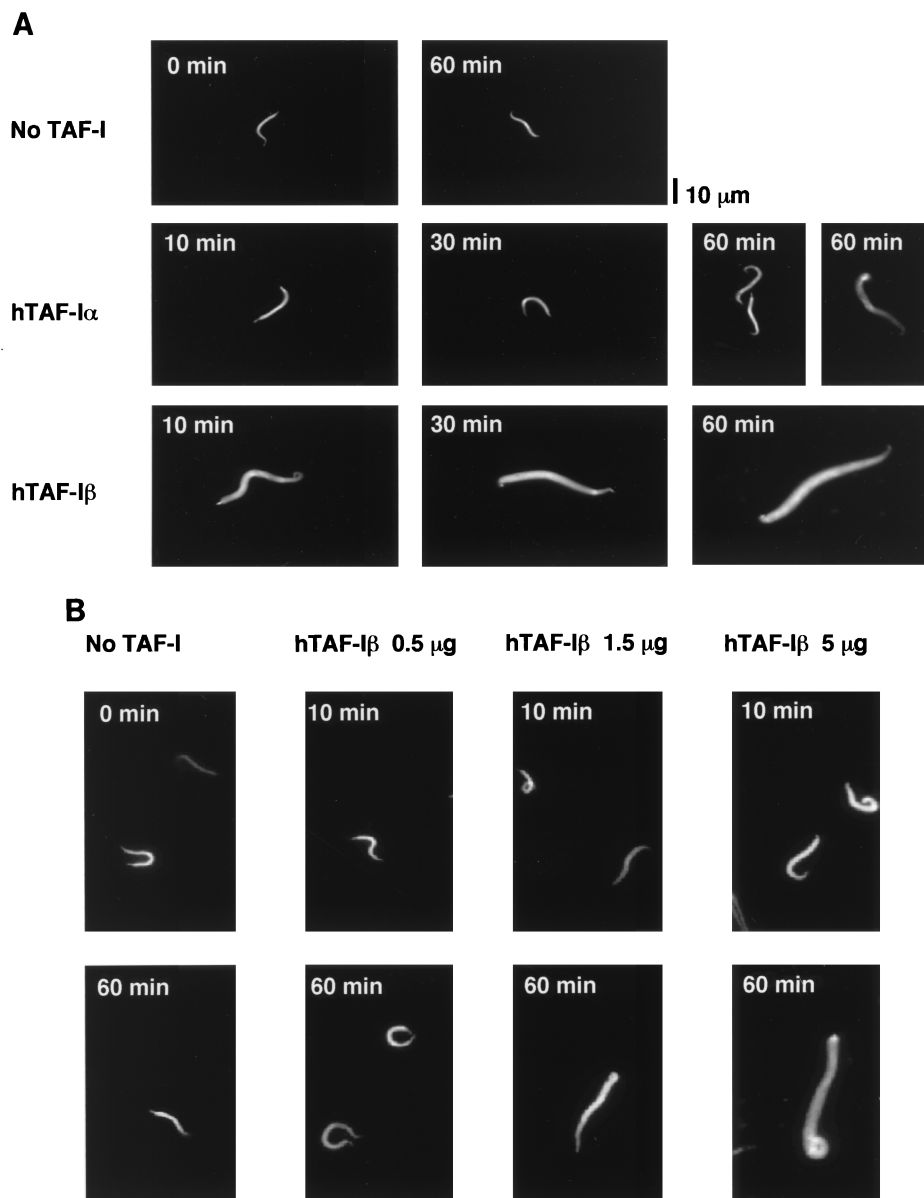 A
0 min 60 min
No TAF-I
10 μm
10 min 30 min 60 min 60 min
hTAF-Iα
10 min 30 min 60 min
hTAF-Iβ
B
No TAF-I hTAF-Iβ 0.5 μg hTAF-Iβ 1.5 μg hTAF-Iβ 5 μg
0 min 10 min 10 min 10 min
60 min 60 min 60 min 60 min